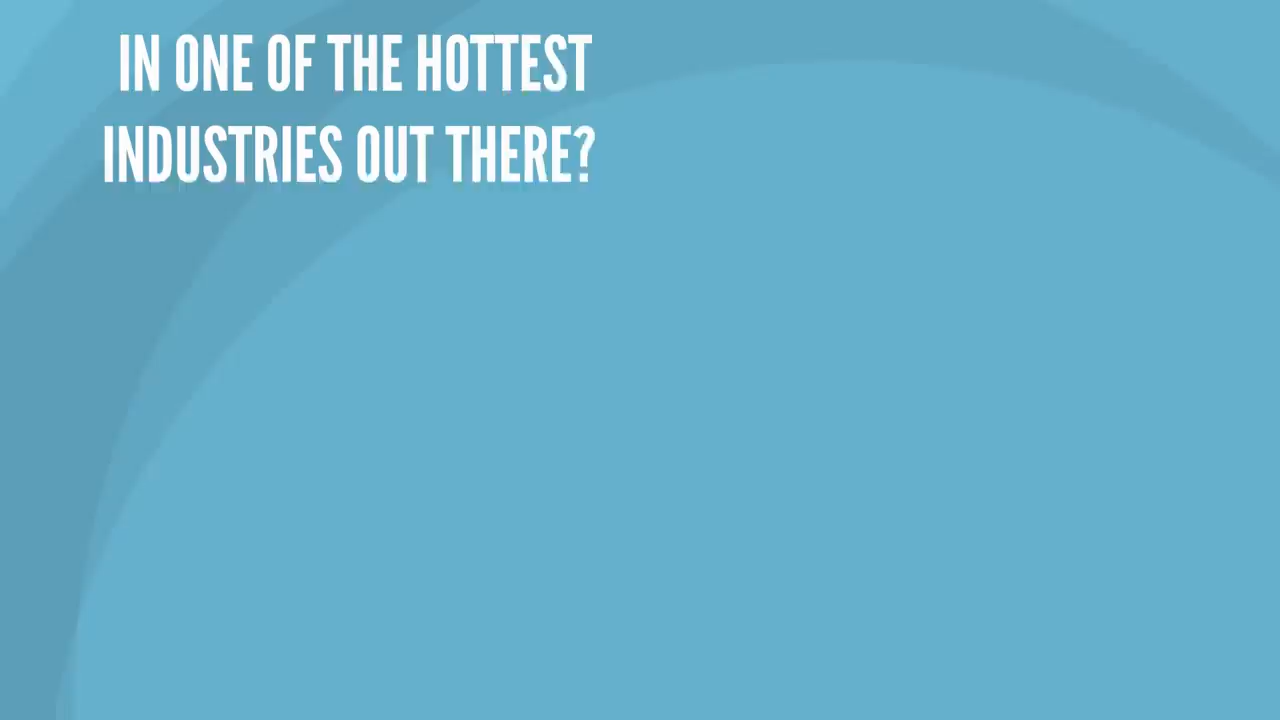 IN ONE OF THE HOTTEST
INDUSTRIES OUT THERE?